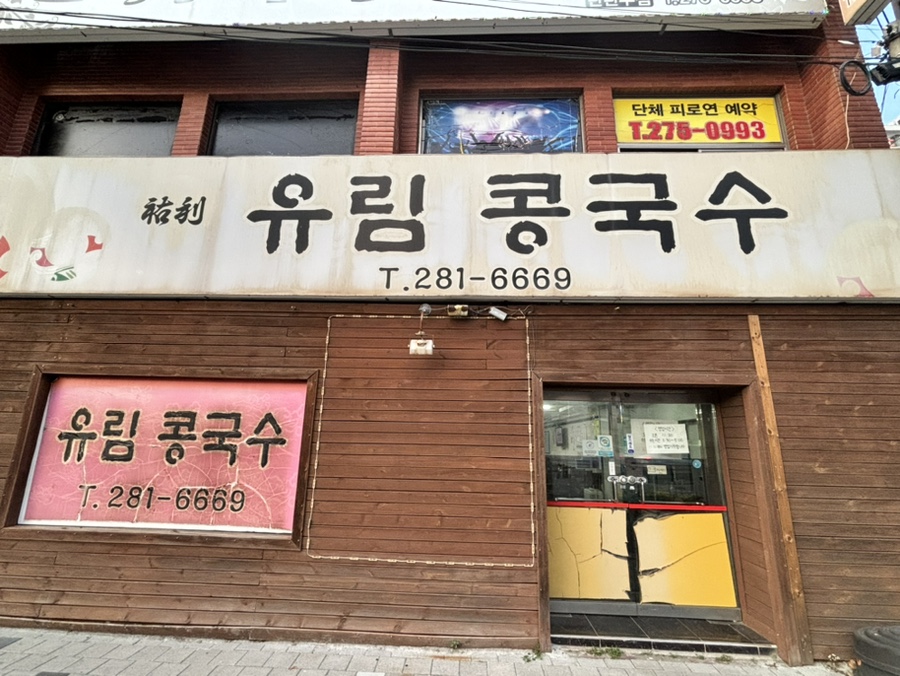 단체 피로연 예약
T.275-0993
祐利 유림 콩국수
T.281-6669
유림 콩국수
T.281-6669